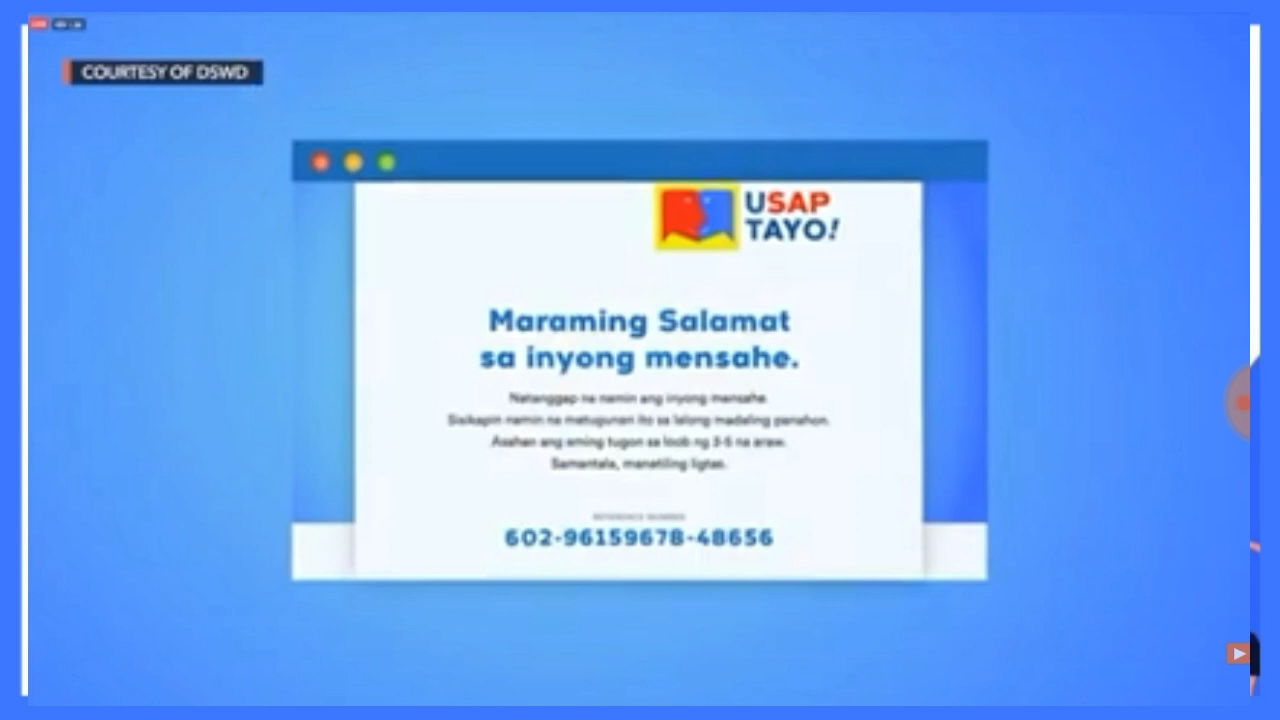 COURTESY OF DSWD
USAP
TAYO!
Maraming Salamat
sa inyong mensahe.
Natanggap na namin ang inyong mensahe.
Sisikapin namin na matugunan ito sa lalong madaling panahon.
Asahan ang aming tugon sa loob ng 3-5 na araw.
Samantala, manatiling ligtas.
REFERENCE NUMBER
602-96159678-48656